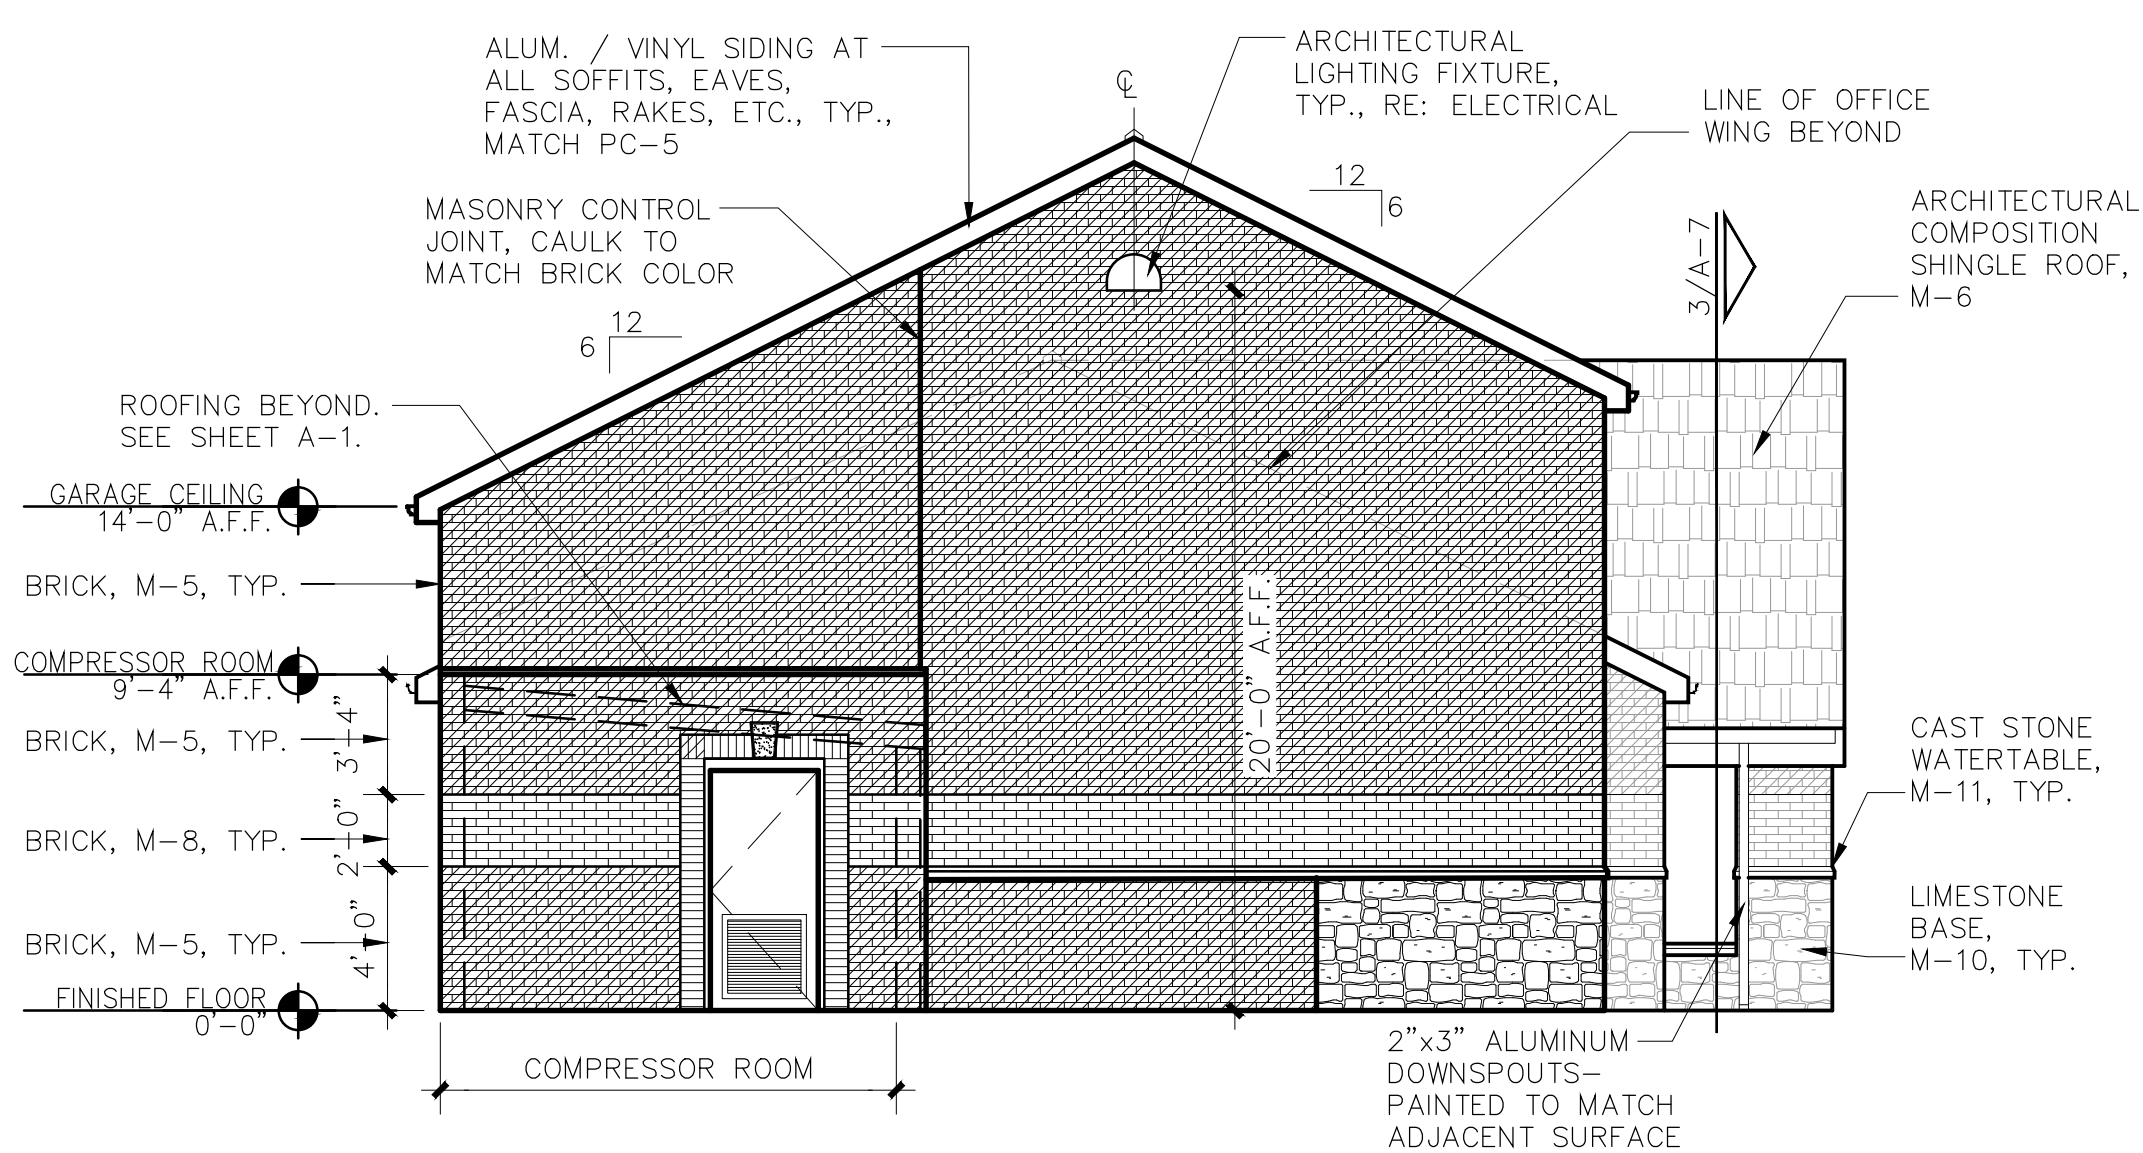 ALUM. / VINYL SIDING AT
ALL SOFFITS, EAVES,
FASCIA, RAKES, ETC., TYP.,
MATCH PC-5
℄
ARCHITECTURAL
LIGHTING FIXTURE,
TYP., RE: ELECTRICAL
LINE OF OFFICE
WING BEYOND
MASONRY CONTROL
JOINT, CAULK TO
MATCH BRICK COLOR
12
6
ARCHITECTURAL
COMPOSITION
SHINGLE ROOF,
M-6
3/A-7
12
6
ROOFING BEYOND.
SEE SHEET A-1.
GARAGE CEILING
14'-0" A.F.F.
BRICK, M-5, TYP.
COMPRESSOR ROOM
9'-4" A.F.F.
3'-4"
BRICK, M-5, TYP.
20'-0" A.F.F.
CAST STONE
WATERTABLE,
M-11, TYP.
2'-0"
BRICK, M-8, TYP.
LIMESTONE
BASE,
M-10, TYP.
4'-0"
BRICK, M-5, TYP.
FINISHED FLOOR
0'-0"
COMPRESSOR ROOM
2"x3" ALUMINUM
DOWNSPOUTS-
PAINTED TO MATCH
ADJACENT SURFACE